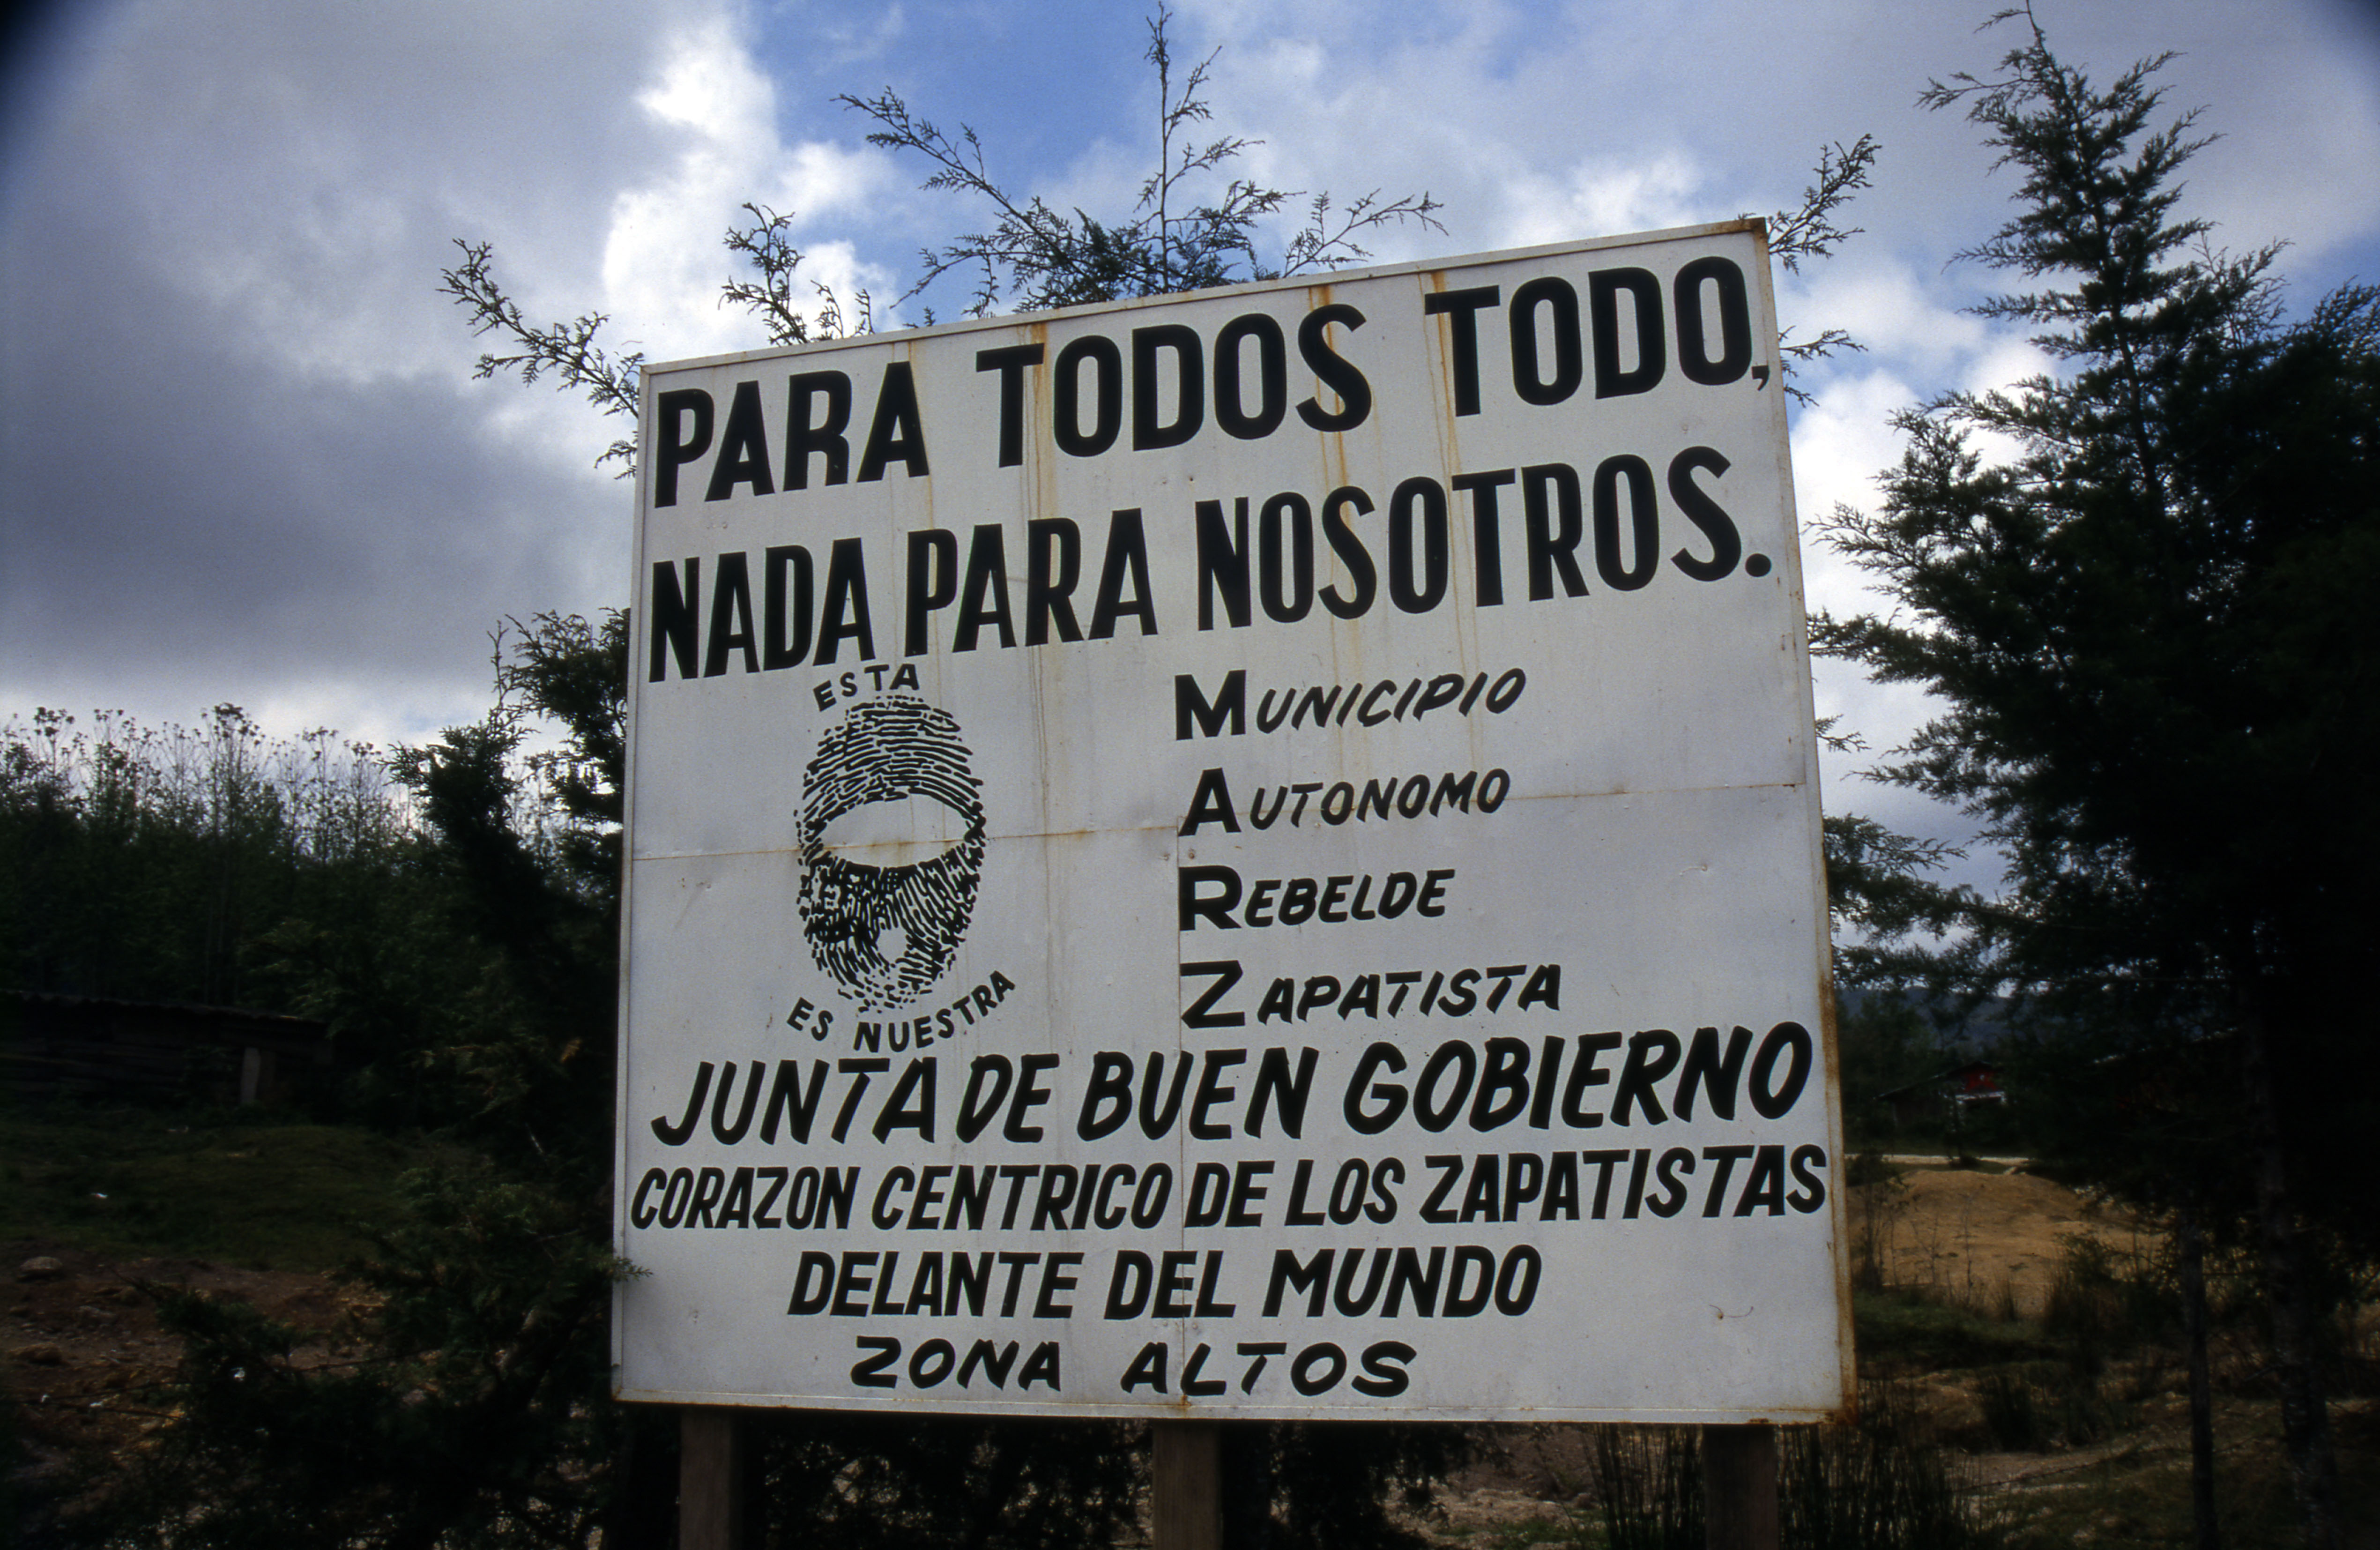 PARA TODOS TODO,
NADA PARA NOSOTROS.
ESTA
ES NUESTRA
MUNICIPIO
AUTONOMO
REBELDE
ZAPATISTA
JUNTA DE BUEN GOBIERNO
CORAZON CENTRICO DE LOS ZAPATISTAS
DELANTE DEL MUNDO
ZONA ALTOS